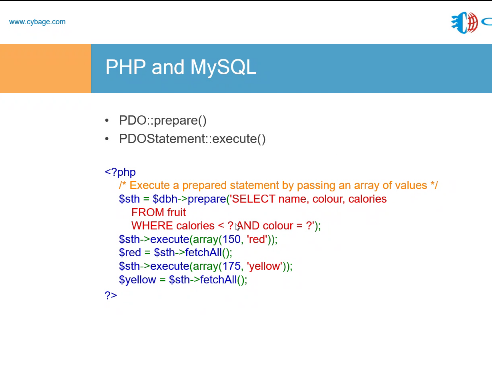 www.cybage.com
PHP and MySQL
• PDO::prepare()
• PDOStatement::execute()
<?php
/* Execute a prepared statement by passing an array of values */
$sth = $dbh->prepare('SELECT name, colour, calories
FROM fruit
WHERE calories < ? AND colour = ?');
$sth->execute(array(150, 'red'));
$red = $sth->fetchAll();
$sth->execute(array(175, 'yellow'));
$yellow = $sth->fetchAll();
?>